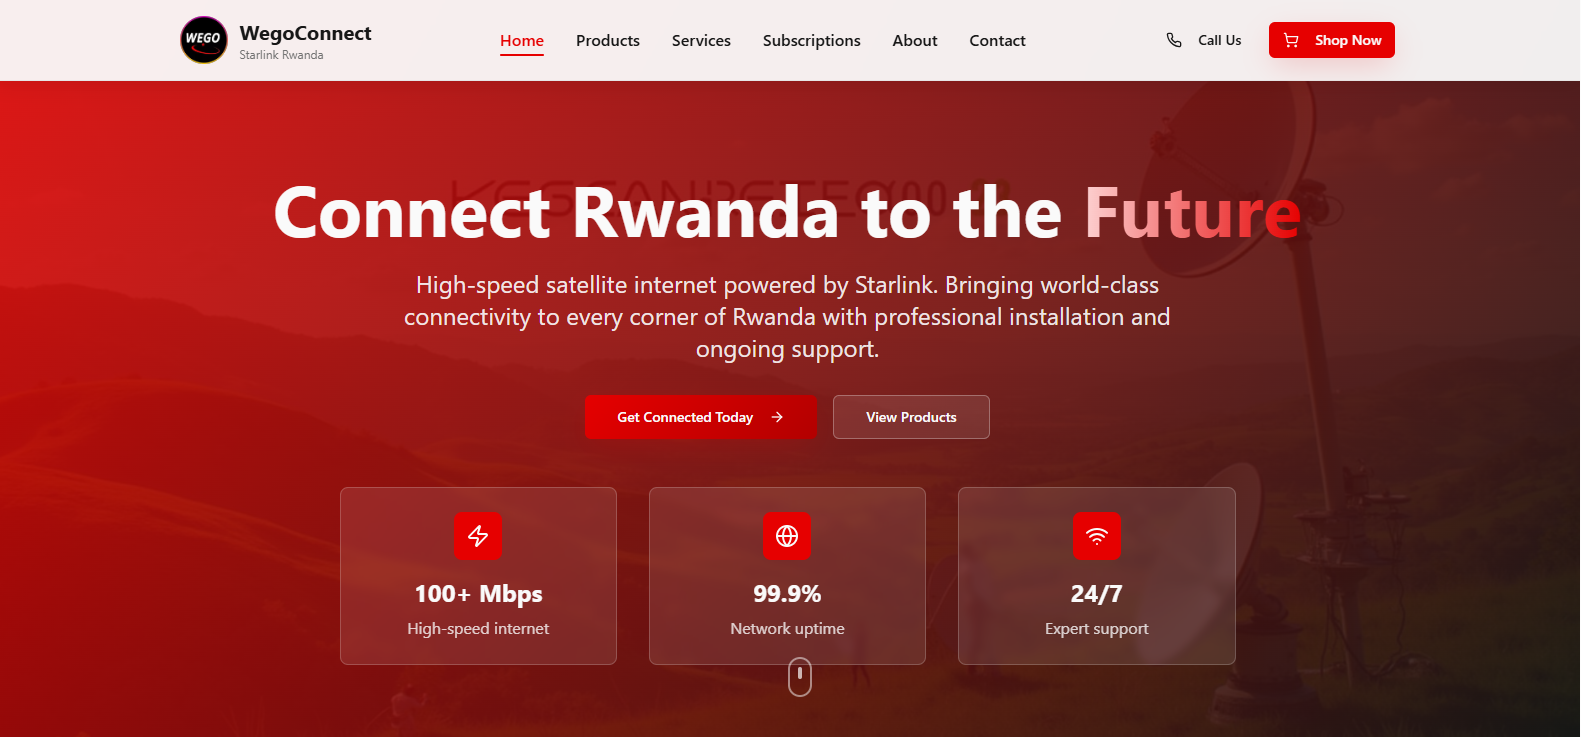 WEGO
WegoConnect
Starlink Rwanda
Home
Products
Services
Subscriptions
About
Contact
Call Us
Shop Now
Connect Rwanda to the Future
High-speed satellite internet powered by Starlink. Bringing world-class
connectivity to every corner of Rwanda with professional installation and
ongoing support.
Get Connected Today
View Products
100+ Mbps
High-speed internet
99.9%
Network uptime
24/7
Expert support